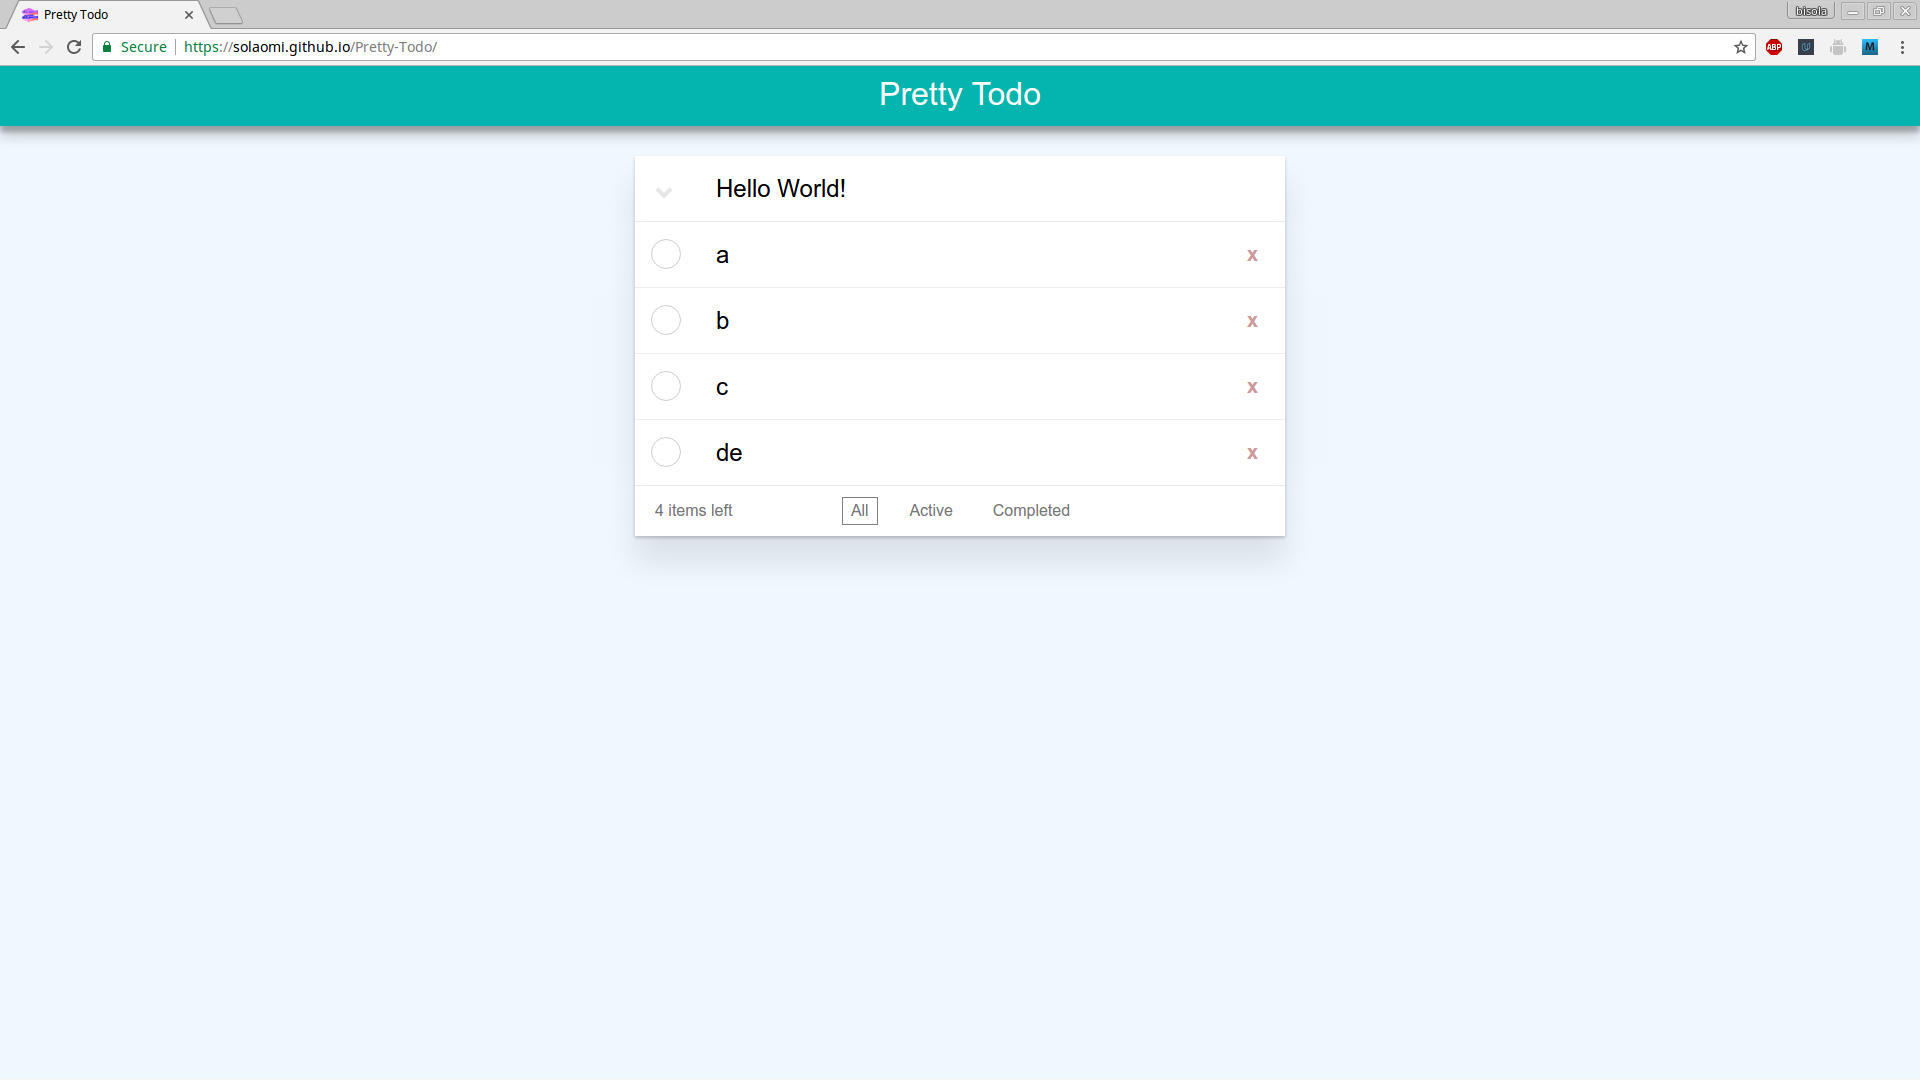 Pretty Todo
bisola
Secure https://solaomi.github.io/Pretty-Todo/
ABP
M
Pretty Todo
Hello World!
a x
b x
c x
de x
4 items left All Active Completed